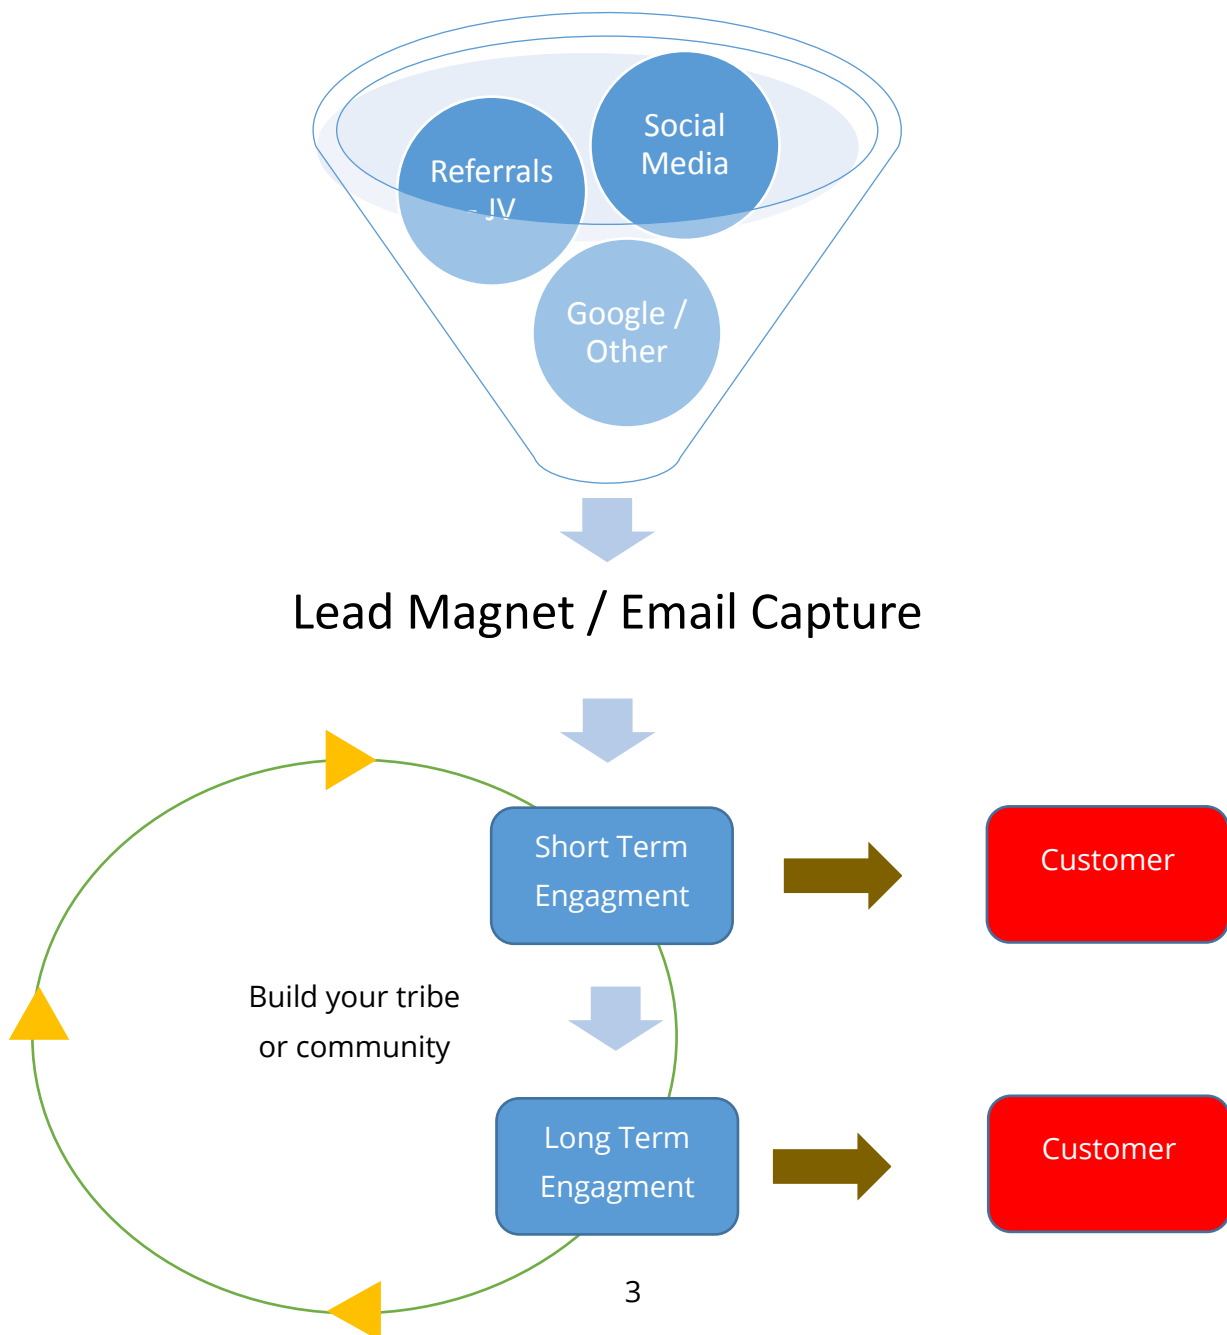 Social
Media
Referrals
- JV
Google /
Other
Lead Magnet / Email Capture
Short Term
Engagment
Customer
Build your tribe
or community
Long Term
Engagment
Customer
3